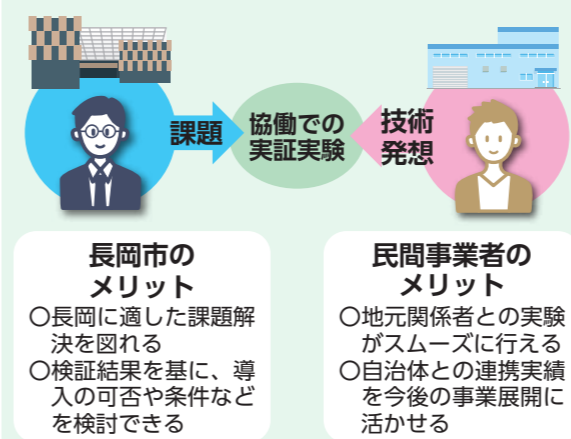 課題
協働での
実証実験
技術
発想
長岡市の
メリット
〇長岡に適した課題解
決を図れる
〇検証結果を基に、導
入の可否や条件など
を検討できる
民間事業者の
メリット
〇地元関係者との実験
がスムーズに行える
〇自治体との連携実績
を今後の事業展開に
活かせる